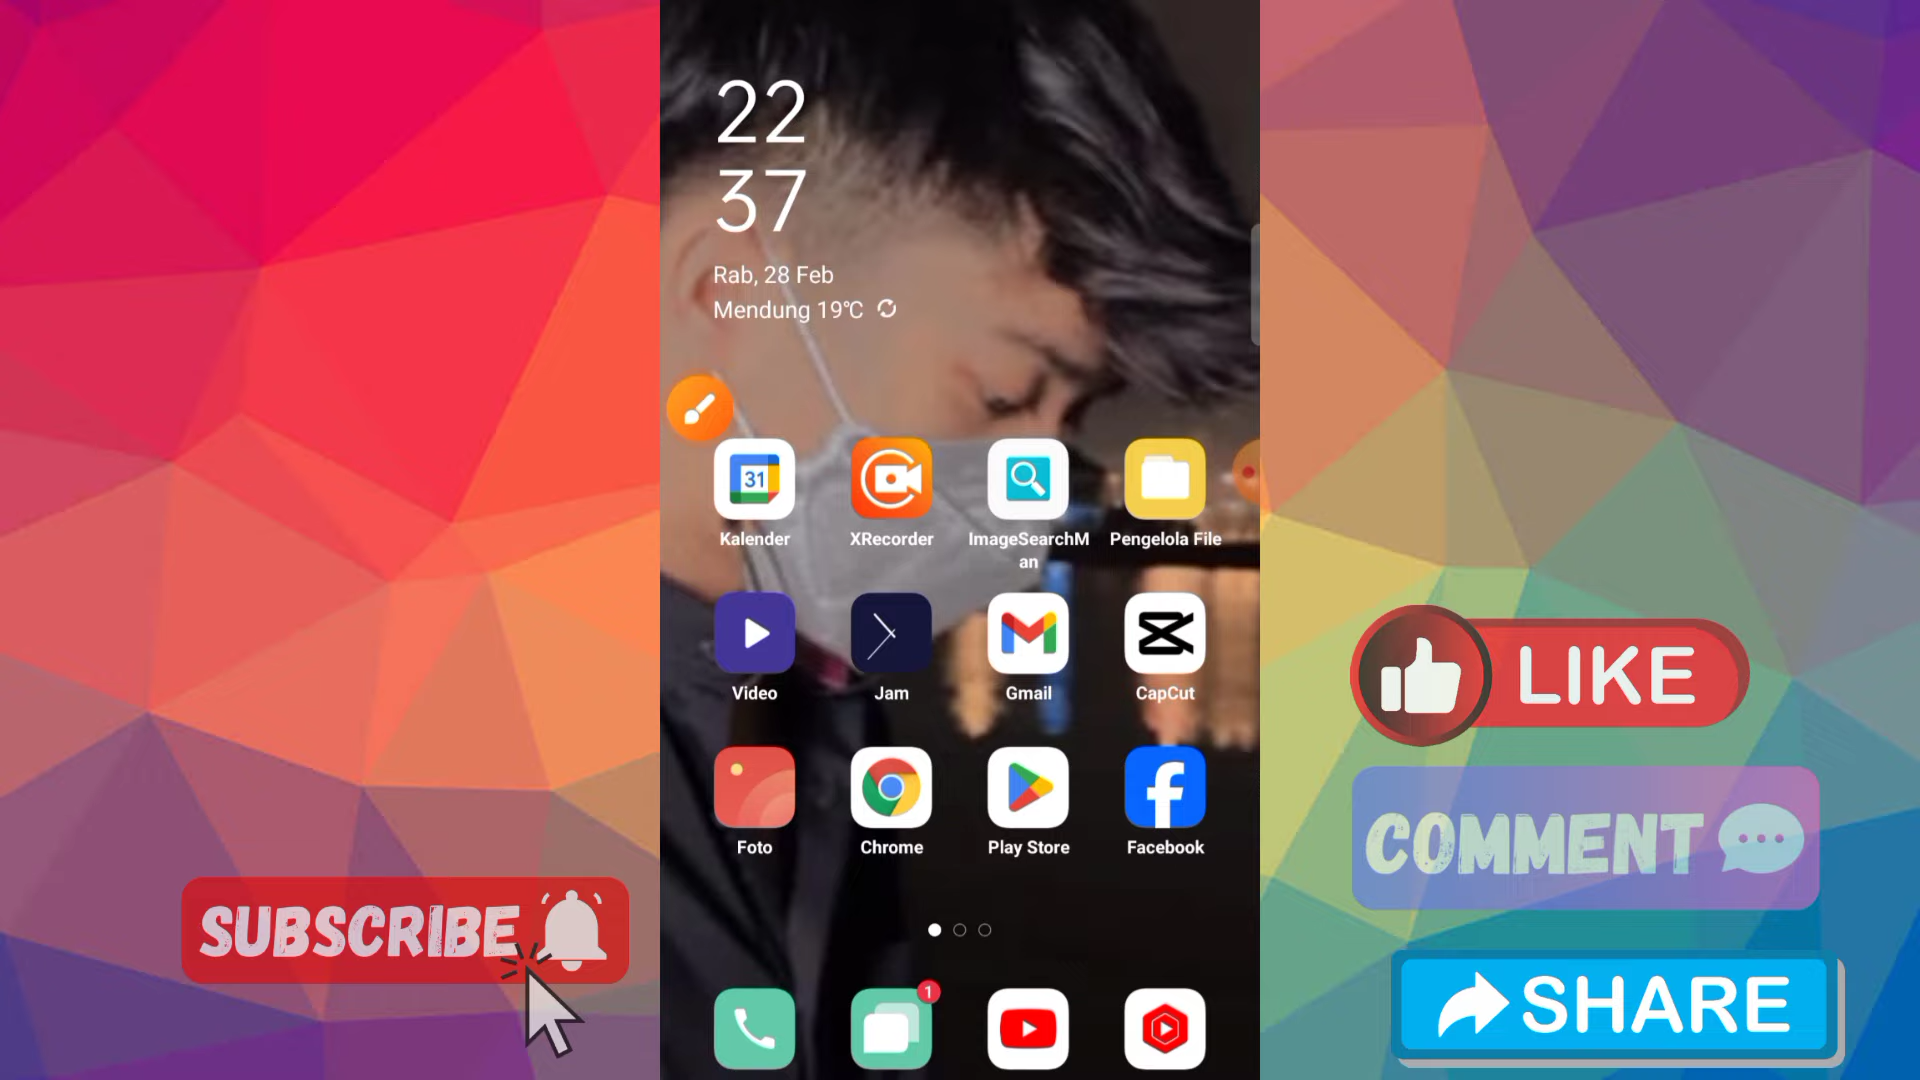 22
37
Rab, 28 Feb
Mendung 19°C
31
Kalender
XRecorder
ImageSearchM
an
Pengelola File
Video
Jam
Gmail
CapCut
Foto
Chrome
Play Store
Facebook
1
SUBSCRIBE
LIKE
COMMENT
SHARE